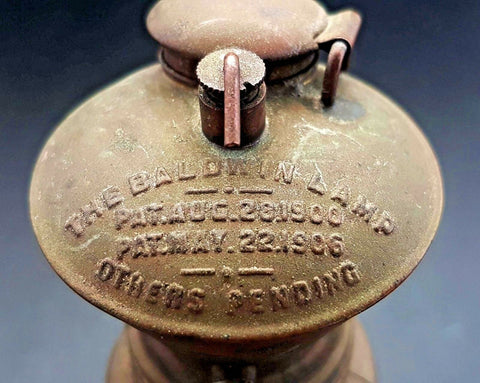 THE BALDWIN LAMP
PAT. AUG. 28.1900
PAT. MAY. 22.1906
OTHERS PENDING